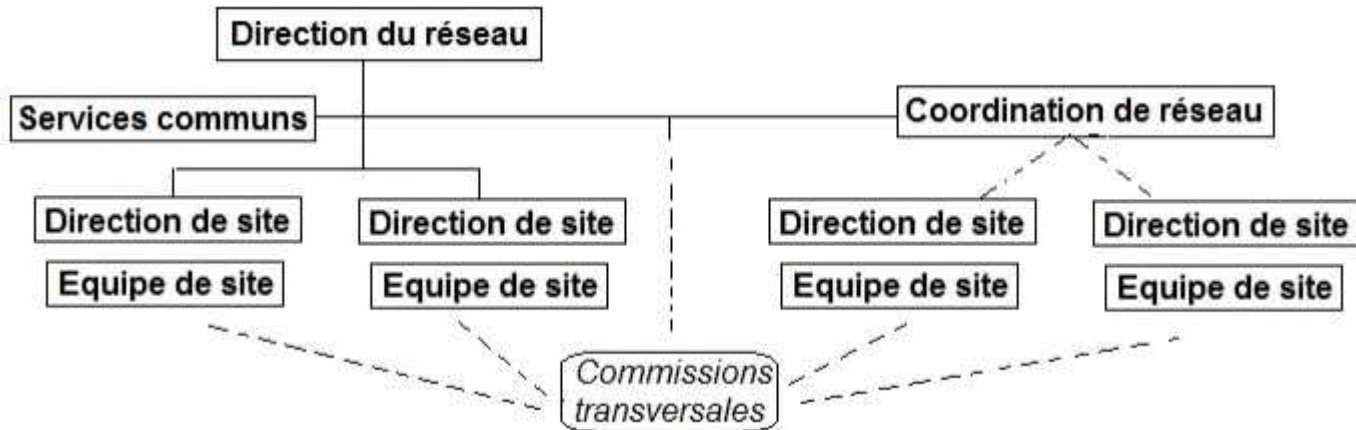 Direction du réseau
Services communs
Coordination de réseau
Direction de site
Direction de site
Direction de site
Direction de site
Equipe de site
Equipe de site
Equipe de site
Equipe de site
Commissions
transversales